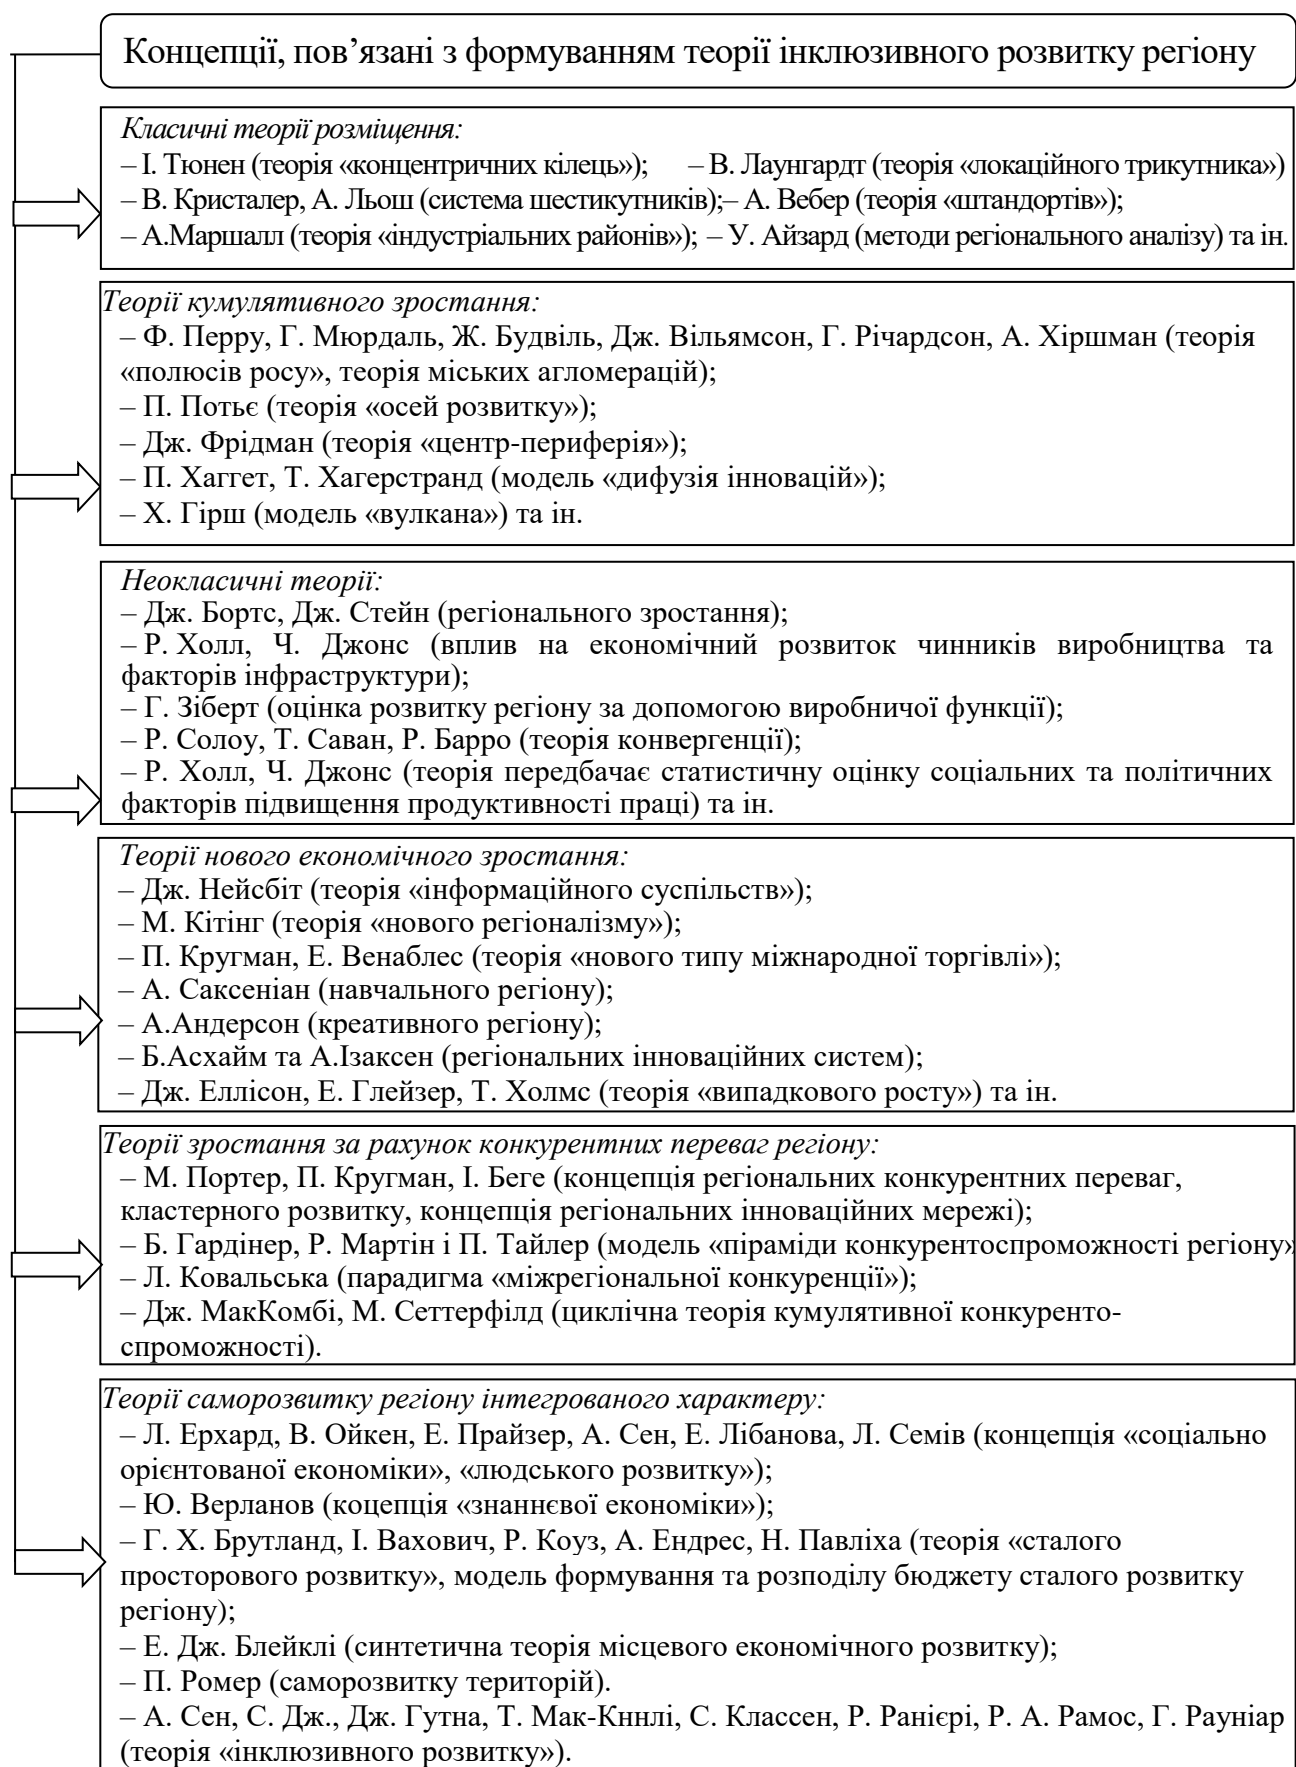 Концепції, пов’язані з формуванням теорії інклюзивного розвитку регіону
Класичні теорії розміщення:
– І. Тюнен (теорія «концентричних кілець»); – В. Лаунгардт (теорія «локаційного трикутника»)
– В. Кристалер, А. Льош (система шестикутників);– А. Вебер (теорія «штандортів»);
– А.Маршалл (теорія «індустріальних районів»; – У. Айзард (методи регіонального аналізу) та ін.
Теорії кумулятивного зростання:
– Ф. Перру, Г. Мюрдаль, Ж. Будвіль, Дж. Вільямсон, Г. Річардсон, А. Хіршман (теорія
«полюсів росу», теорія міських агломерацій);
– П. Потьє (теорія «осей розвитку»);
– Дж. Фрідман (теорія «центр-периферія»);
– П. Хаггет, Т. Хагерстранд (модель «дифузія інновацій»);
– Х. Гірш (модель «вулкана») та ін.
Неокласичні теорії:
– Дж. Бортс, Дж. Стейн (регіонального зростання);
– Р. Холл, Ч. Джонс (вплив на економічний розвиток чинників виробництва та
факторів інфраструктури);
– Г. Зіберт (оцінка розвитку регіону за допомогою виробничої функції);
– Р. Солоу, Т. Саван, Р. Барро (теорія конвергенції);
– Р. Холл, Ч. Джонс (теорія передбачає статистичну оцінку соціальних та політичних
факторів підвищення продуктивності праці) та ін.
Теорії нового економічного зростання:
– Дж. Нейсбіт (теорія «інформаційного суспільств»);
– М. Кітінг (теорія «нового регіоналізму»);
– П. Кругман, Е. Венаблес (теорія «нового типу міжнародної торгівлі»);
– А. Саксеніан (навчального регіону);
– А.Андерсон (креативного регіону);
– Б.Асхайм та А.Ізаксен (регіональних інноваційних систем);
– Дж. Еллісон, Е. Глейзер, Т. Холмс (теорія «випадкового росту») та ін.
Теорії зростання за рахунок конкурентних переваг регіону:
– М. Портер, П. Кругман, І. Беге (концепція регіональних конкурентних переваг,
кластерного розвитку, концепція регіональних інноваційних мережі);
– Б. Гардінер, Р. Мартін і П. Тайлер (модель «піраміди конкурентоспроможності регіону»
– Л. Ковальська (парадигма «міжрегіональної конкуренції»);
– Дж. МакКомбі, М. Сеттерфілд (циклічна теорія кумулятивної конкуренто-
спроможності).
Теорії саморозвитку регіону інтегрованого характеру:
– Л. Ерхард, В. Ойкен, Е. Прайзер, А. Сен, Е. Лібанова, Л. Семів (концепція «соціально
орієнтованої економіки», «людського розвитку»);
– Ю. Верланов (коцепція «знаннєвої економіки»);
– Г. Х. Брутланд, І. Вахович, Р. Коуз, А. Ендрес, Н. Павліха (теорія «сталого
просторового розвитку», модель формування та розподілу бюджету сталого розвитку
регіону);
– Е. Дж. Блейклі (синтетична теорія місцевого економічного розвитку);
– П. Ромер (саморозвитку територій).
– А. Сен, С. Дж., Дж. Гутна, Т. Мак-Кннлі, С. Классен, Р. Ранієрі, Р. А. Рамос, Г. Рауніар
(теорія «інклюзивного розвитку»).